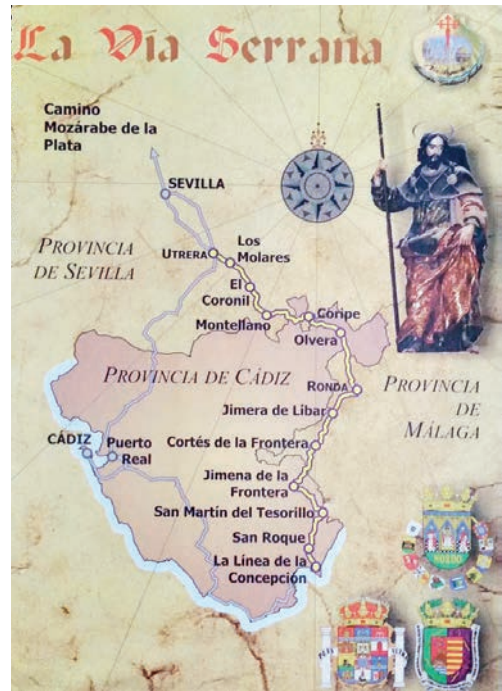 La Vía Serrana
Camino
Mozárabe de la
Plata
SEVILLA
PROVINCIA
DE SEVILLA
UTRERA
Los
Molares
El
Coronil
Montellano
Coripe
Olvera
PROVINCIA DE CÁDIZ
RONDA
PROVINCIA
DE
MÁLAGA
Jimera de Libar
CÁDIZ
Puerto
Real
Cortés de la Frontera
Jimena de la
Frontera
San Martín del Tesorillo
San Roque
La Línea de la
Concepción